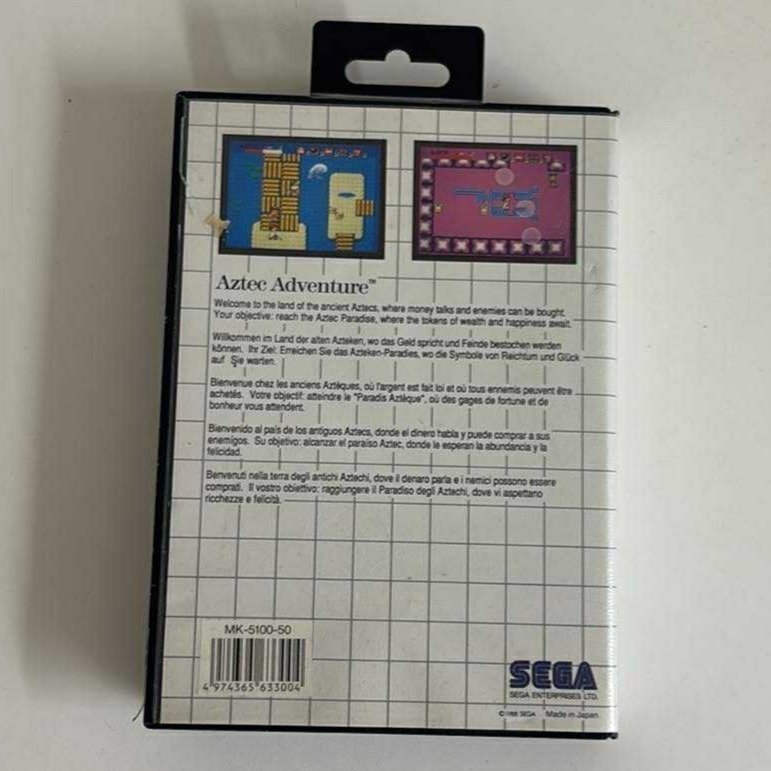 Aztec Adventure™
Welcome to the land of the ancient Aztecs, where money talks and enemies can be bought.
Your objective: reach the Aztec Paradise, where the tokens of wealth and happiness await.
Willkommen im Land der alten Azteken, wo das Geld spricht und Feinde bestochen werden
können. Ihr Ziel: Erreichen Sie das Azteken-Paradies, wo die Symbole von Reichtum und Glück
auf Sie warten.
Bienvenue chez les anciens Aztèques, où l'argent est fait loi et où tous ennemis peuvent être
achetés. Votre objectif: atteindre le "Paradis Aztèque", où des gages de fortune et de
bonheur vous attendent.
Bienvenido al país de los antiguos Aztecs, donde el dinero habla y puede comprar a sus
enemigos. Su objetivo: alcanzar el paraíso Aztec, donde le esperan la abundancia y la
felicidad.
Benvenuti nella terra degli antichi Aztechi, dove il denaro parla e i nemici possono essere
comprati. Il vostro obiettivo: raggiungere il Paradiso degli Aztechi, dove vi aspettano
ricchezze e felicità.
MK-5100-50
4 974365 633004
SEGA
SEGA ENTERPRISES LTD.
© SEGA Made in Japan